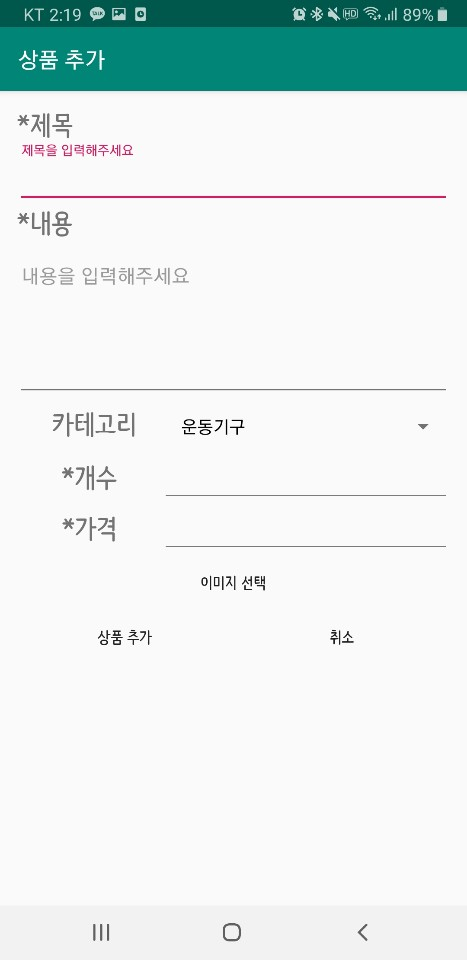 KT 2:19 TALK HD 89%
상품 추가
*제목
제목을 입력해주세요
*내용
내용을 입력해주세요
카테고리 운동기구
*개수
*가격
이미지 선택
상품 추가 취소